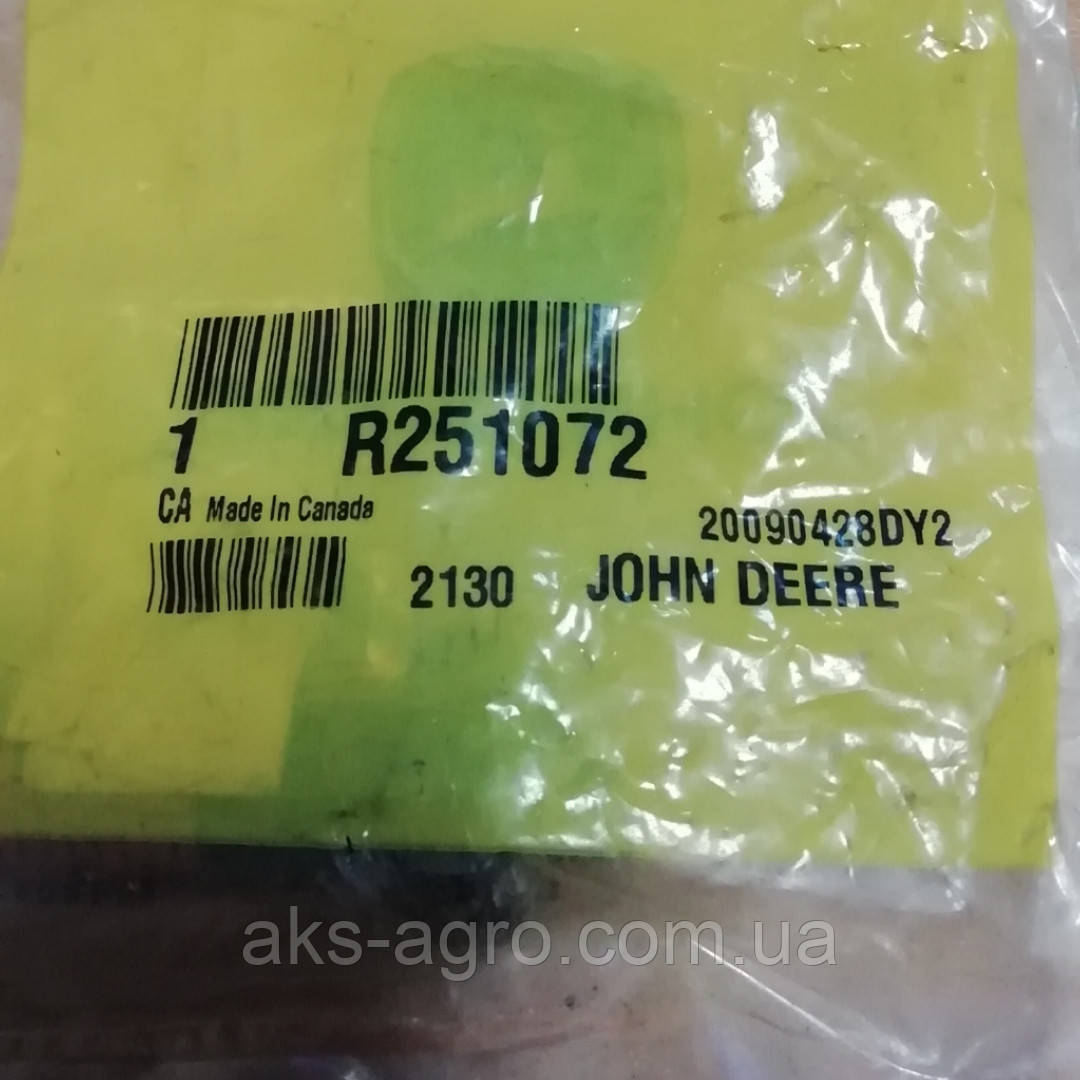 1 R251072
CA Made In Canada
20090428DY2
2130 JOHN DEERE
aks-agro.com.ua